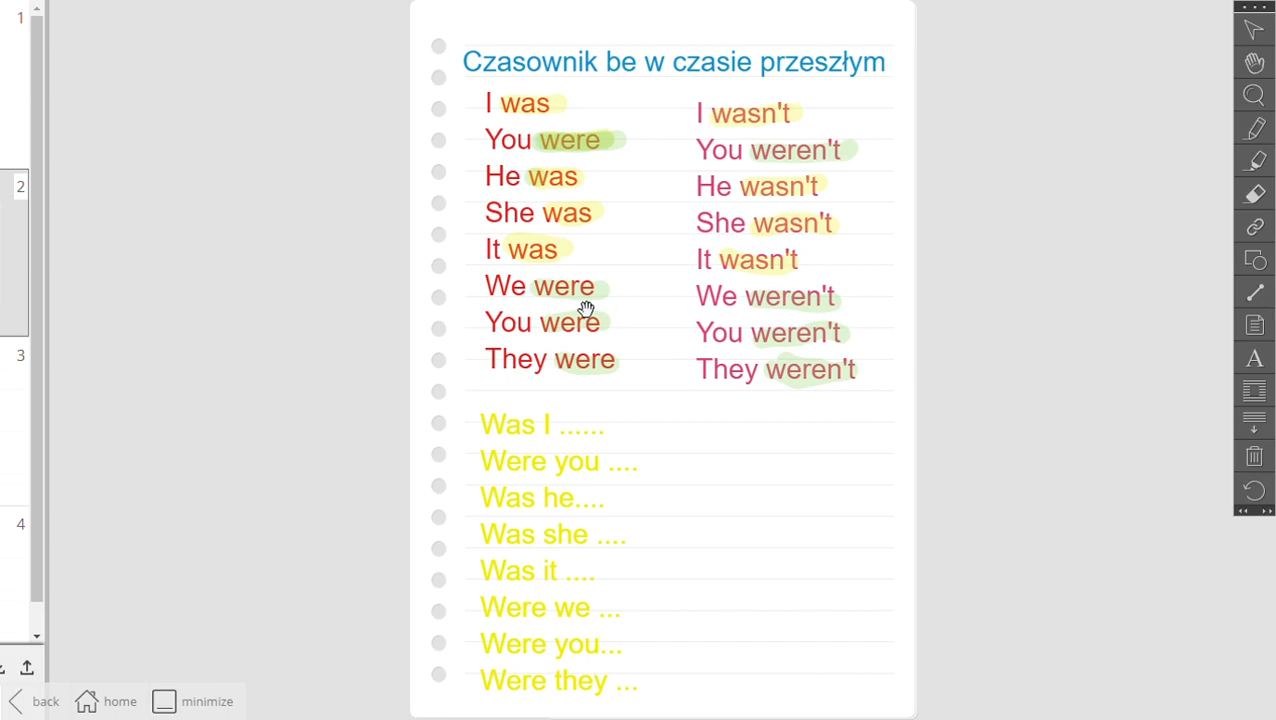 1
2
3
4
Czasownik be w czasie przeszłym
I was
You were
He was
She was
It was
We were
You were
They were
I wasn't
You weren't
He wasn't
She wasn't
It wasn't
We weren't
You weren't
They weren't
Was I ......
Were you ....
Was he....
Was she ....
Was it ....
Were we ...
Were you...
Were they ...
A
back home minimize